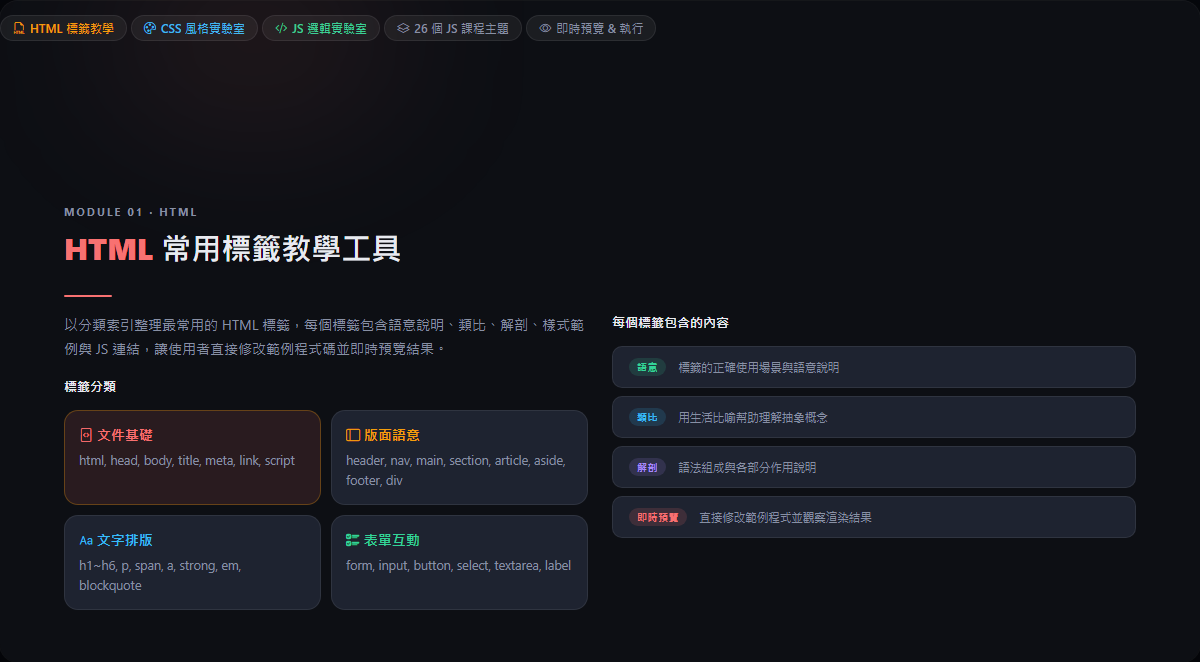 HTML 標籤教學
CSS 風格實驗室
JS 邏輯實驗室
26 個 JS 課程主題
即時預覽 & 執行
MODULE 01 · HTML
HTML 常用標籤教學工具
以分類索引整理最常用的 HTML 標籤，每個標籤包含語意說明、類比、解剖、樣式範
例與 JS 連結，讓使用者直接修改範例程式碼並即時預覽結果。
標籤分類
文件基礎
html, head, body, title, meta, link, script
版面語意
header, nav, main, section, article, aside,
footer, div
Aa 文字排版
h1~h6, p, span, a, strong, em,
blockquote
表單互動
form, input, button, select, textarea, label
每個標籤包含的內容
語意 標籤的正確使用場景與語意說明
類比 用生活比喻幫助理解抽象概念
解剖 語法組成與各部分作用說明
即時預覽 直接修改範例程式並觀察渲染結果